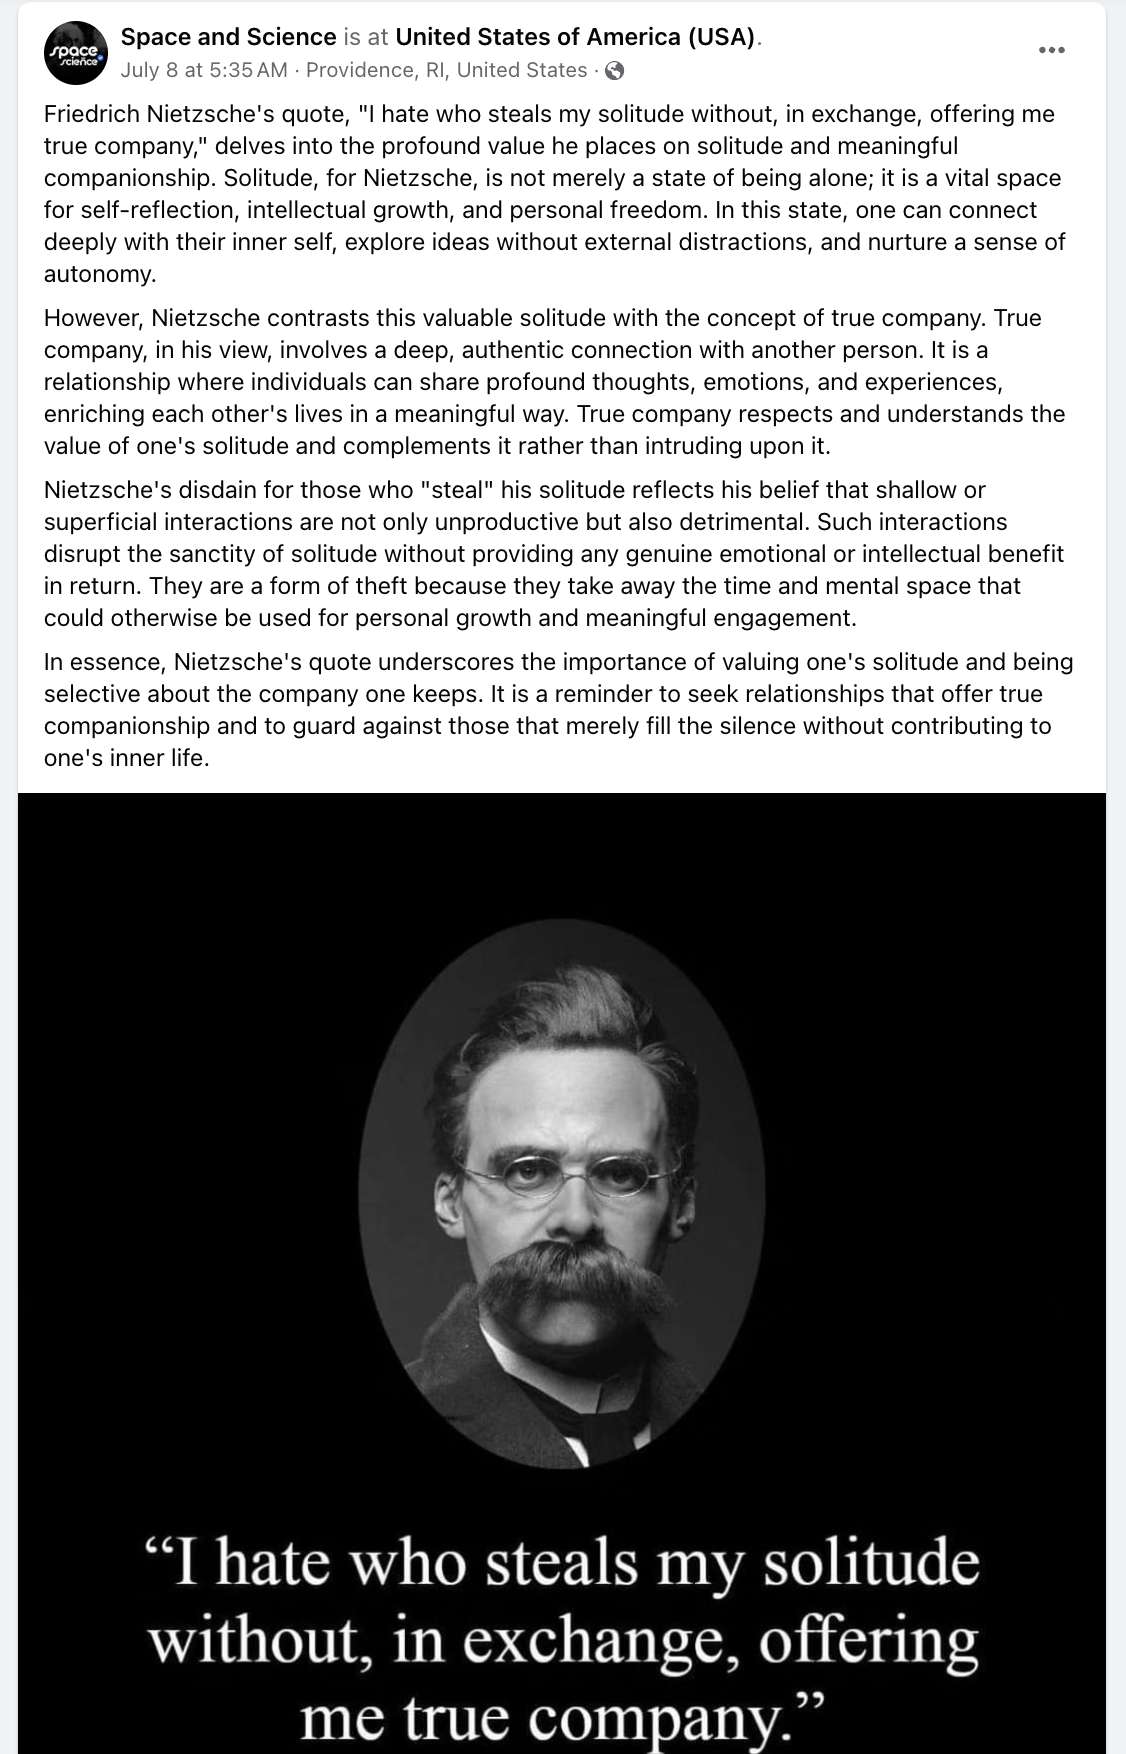 space
science
Space and Science is at United States of America (USA).
July 8 at 5:35 AM · Providence, RI, United States ·
Friedrich Nietzsche's quote, "I hate who steals my solitude without, in exchange, offering me
true company," delves into the profound value he places on solitude and meaningful
companionship. Solitude, for Nietzsche, is not merely a state of being alone; it is a vital space
for self-reflection, intellectual growth, and personal freedom. In this state, one can connect
deeply with their inner self, explore ideas without external distractions, and nurture a sense of
autonomy.
However, Nietzsche contrasts this valuable solitude with the concept of true company. True
company, in his view, involves a deep, authentic connection with another person. It is a
relationship where individuals can share profound thoughts, emotions, and experiences,
enriching each other's lives in a meaningful way. True company respects and understands the
value of one's solitude and complements it rather than intruding upon it.
Nietzsche's disdain for those who "steal" his solitude reflects his belief that shallow or
superficial interactions are not only unproductive but also detrimental. Such interactions
disrupt the sanctity of solitude without providing any genuine emotional or intellectual benefit
in return. They are a form of theft because they take away the time and mental space that
could otherwise be used for personal growth and meaningful engagement.
In essence, Nietzsche's quote underscores the importance of valuing one's solitude and being
selective about the company one keeps. It is a reminder to seek relationships that offer true
companionship and to guard against those that merely fill the silence without contributing to
one's inner life.
“I hate who steals my solitude
without, in exchange, offering
me true company.”